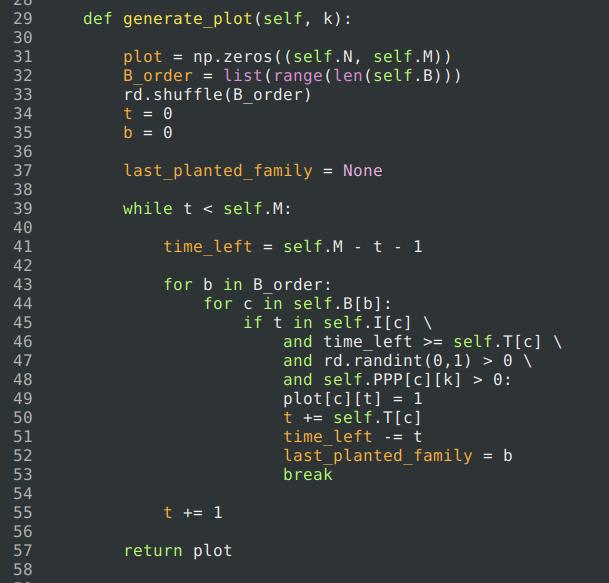 29 def generate_plot(self, k):
30
31 plot = np.zeros((self.N, self.M))
32 B_order = list(range(len(self.B)))
33 rd.shuffle(B_order)
34 t = 0
35 b = 0
36
37 last_planted_family = None
38
39 while t < self.M:
40
41 time_left = self.M - t - 1
42
43 for b in B_order:
44 for c in self.B[b]:
45 if t in self.I[c] \
46 and time_left >= self.T[c] \
47 and rd.randint(0,1) > 0 \
48 and self.PPP[c][k] > 0:
49 plot[c][t] = 1
50 t += self.T[c]
51 time_left -= t
52 last_planted_family = b
53 break
54
55 t += 1
56
57 return plot
58